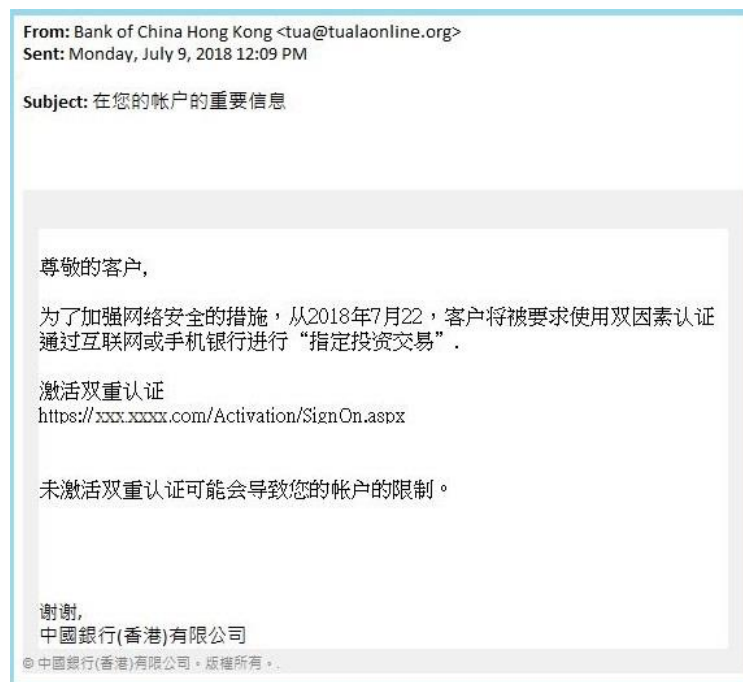 From: Bank of China Hong Kong <tua@tualaonline.org>
Sent: Monday, July 9, 2018 12:09 PM
Subject: 在您的帐户的重要信息
尊敬的客户,
为了加强网络安全的措施，从2018年7月22，客户将被要求使用双因素认证
通过互联网或手机银行进行“指定投资交易”.
激活双重认证
https://xxx.xxxx.com/Activation/SignOn.aspx
未激活双重认证可能会导致您的帐户的限制。
谢谢,
中國銀行(香港)有限公司
© 中國銀行(香港)有限公司。版權所有。.